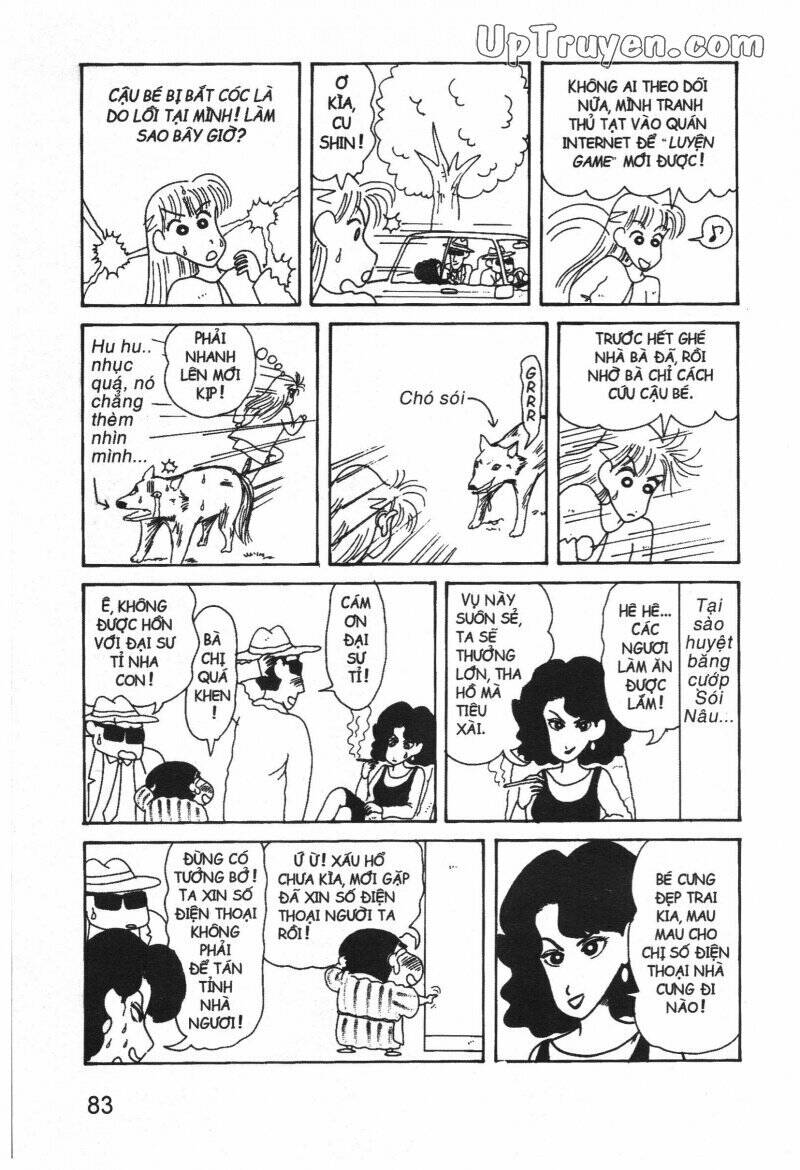 UpTruyen.com
KHÔNG AI THEO DÕI
NỮA, MÌNH TRANH
THỦ TẠT VÀO QUÁN
INTERNET ĐỂ "LUYỆN
GAME" MỚI ĐƯỢC!
Ơ
KÌA,
CU
SHIN!
CẬU BÉ BỊ BẮT CÓC LÀ
DO LỖI TẠI MÌNH! LÀM
SAO BÂY GIỜ?
TRƯỚC HẾT GHÉ
NHÀ BÀ ĐÃ, RỒI
NHỜ BÀ CHỈ CÁCH
CỨU CẬU BÉ.
GRRR
Chó sói
PHẢI
NHANH
LÊN MỚI
KỊP!
Hu hu..
nhục
quá, nó
chẳng
thèm
nhìn
mình...
Tại
sào
huyệt
băng
cướp
Sói
Nâu...
HÊ HÊ...
CÁC
NGƯƠI
LÀM ĂN
ĐƯỢC
LẮM!
VỤ NÀY
SUÔN SẺ,
TA SẼ
THƯỞNG
LỚN, THA
HỒ MÀ
TIÊU
XÀI.
CÁM
ƠN
ĐẠI
SƯ
TỈ!
BÀ
CHỊ
QUÁ
KHEN
!
Ê, KHÔNG
ĐƯỢC HỖN
VỚI ĐẠI SƯ
TỈ NHA
CON!
BÉ CƯNG
ĐẸP TRAI
KIA, MAU
MAU CHO
CHỊ SỐ ĐIỆN
THOẠI NHÀ
CƯNG ĐI
NÀO!
Ứ Ừ! XẤU HỔ
CHƯA KÌA, MỚI GẶP
ĐÃ XIN SỐ ĐIỆN
THOẠI NGƯỜI TA
RỒI!
ĐỪNG CÓ
TƯỞNG BỞ!
TA XIN SỐ
ĐIỆN THOẠI
KHÔNG
PHẢI
ĐỂ TÁN
TỈNH
NHÀ
NGƯƠI!
83